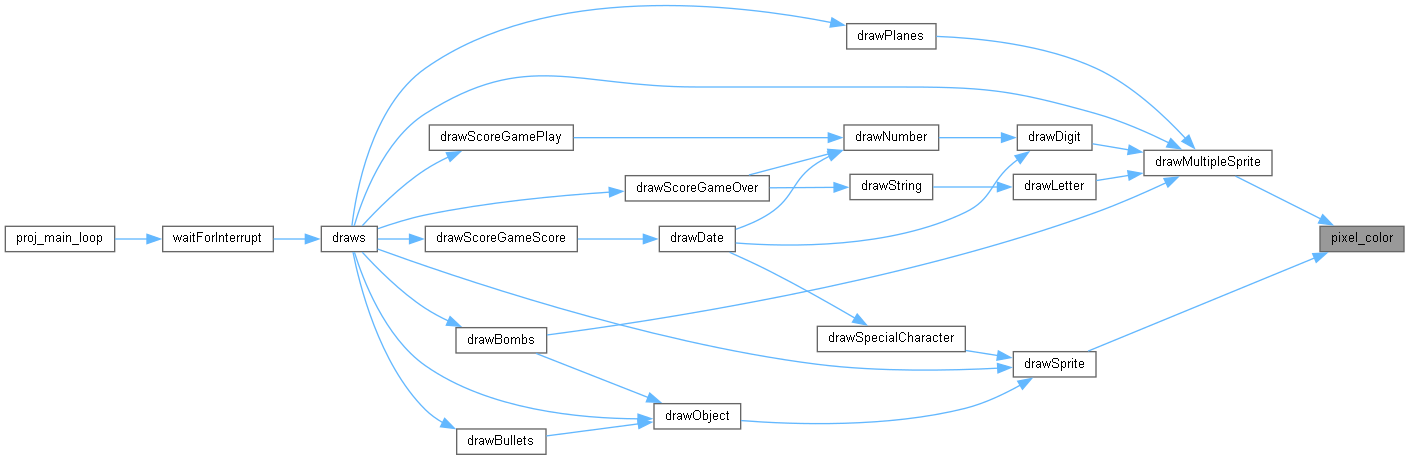 drawPlanes
drawScoreGamePlay
drawNumber
drawDigit
drawMultipleSprite
drawScoreGameOver
drawString
drawLetter
proj_main_loop
waitForInterrupt
draws
drawScoreGameScore
drawDate
pixel_color
drawBombs
drawSpecialCharacter
drawSprite
drawObject
drawBullets